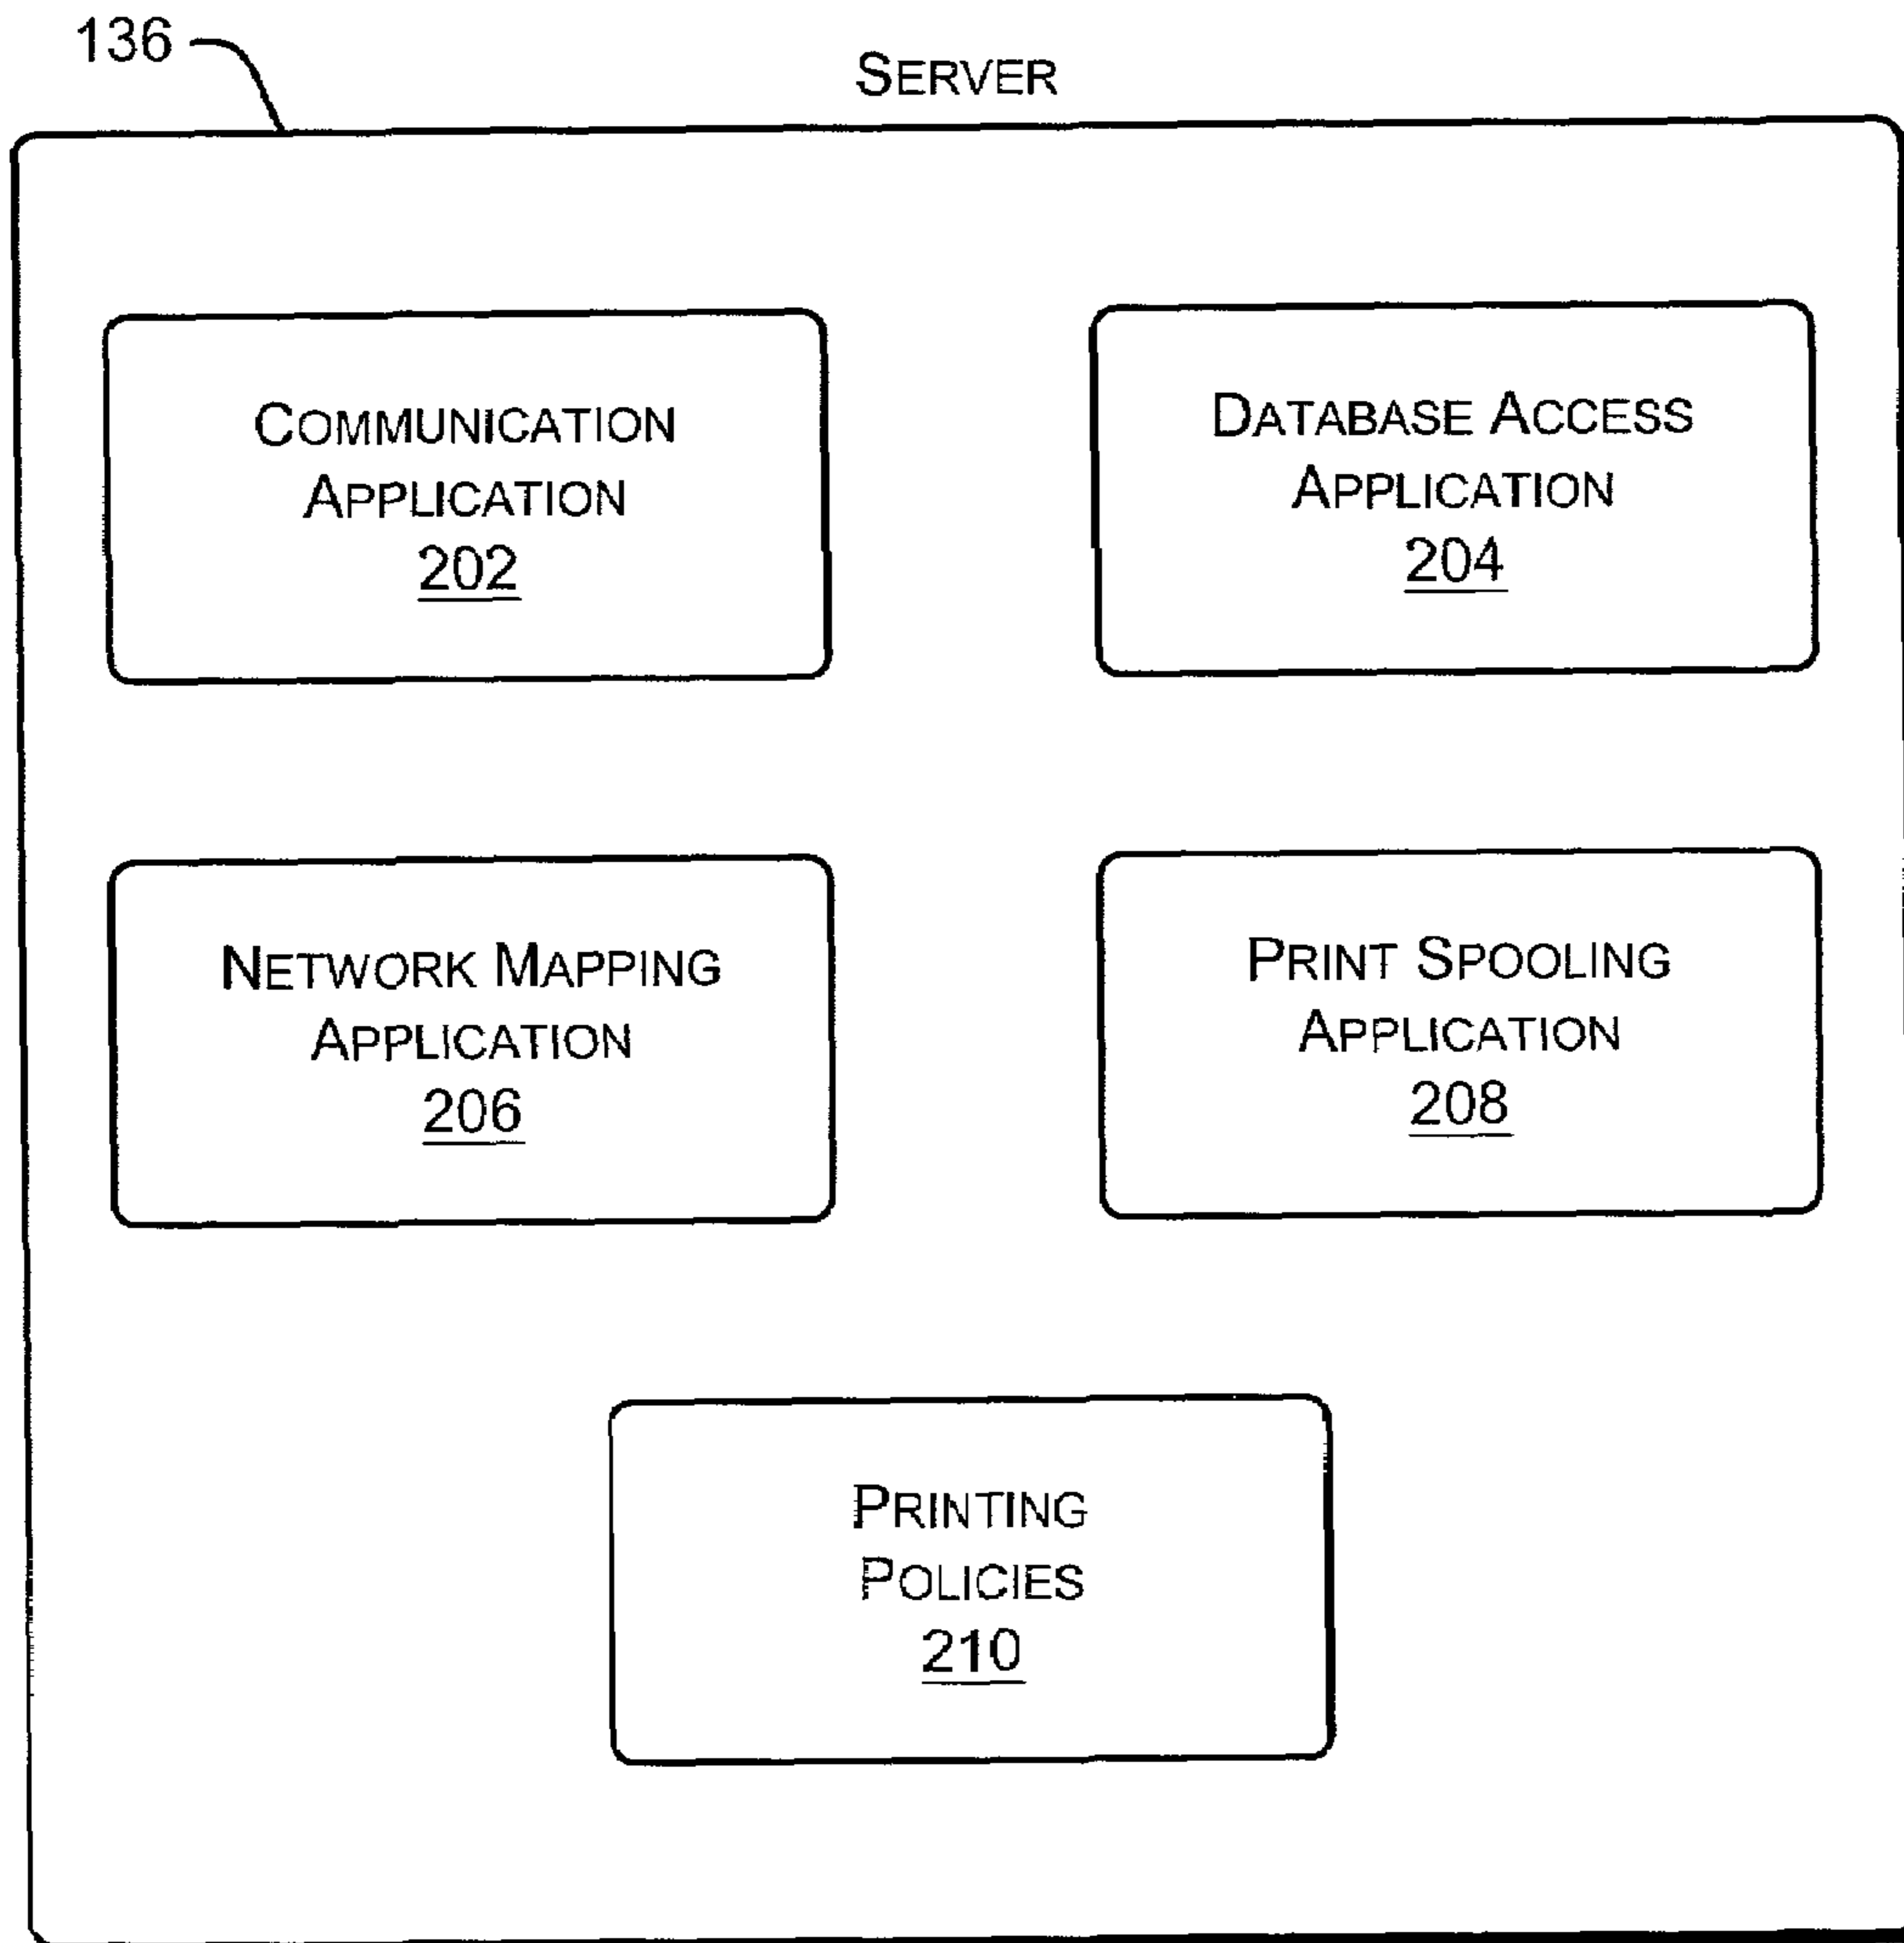 136
SERVER
COMMUNICATION
APPLICATION
202
DATABASE ACCESS
APPLICATION
204
NETWORK MAPPING
APPLICATION
206
PRINT SPOOLING
APPLICATION
208
PRINTING
POLICIES
210